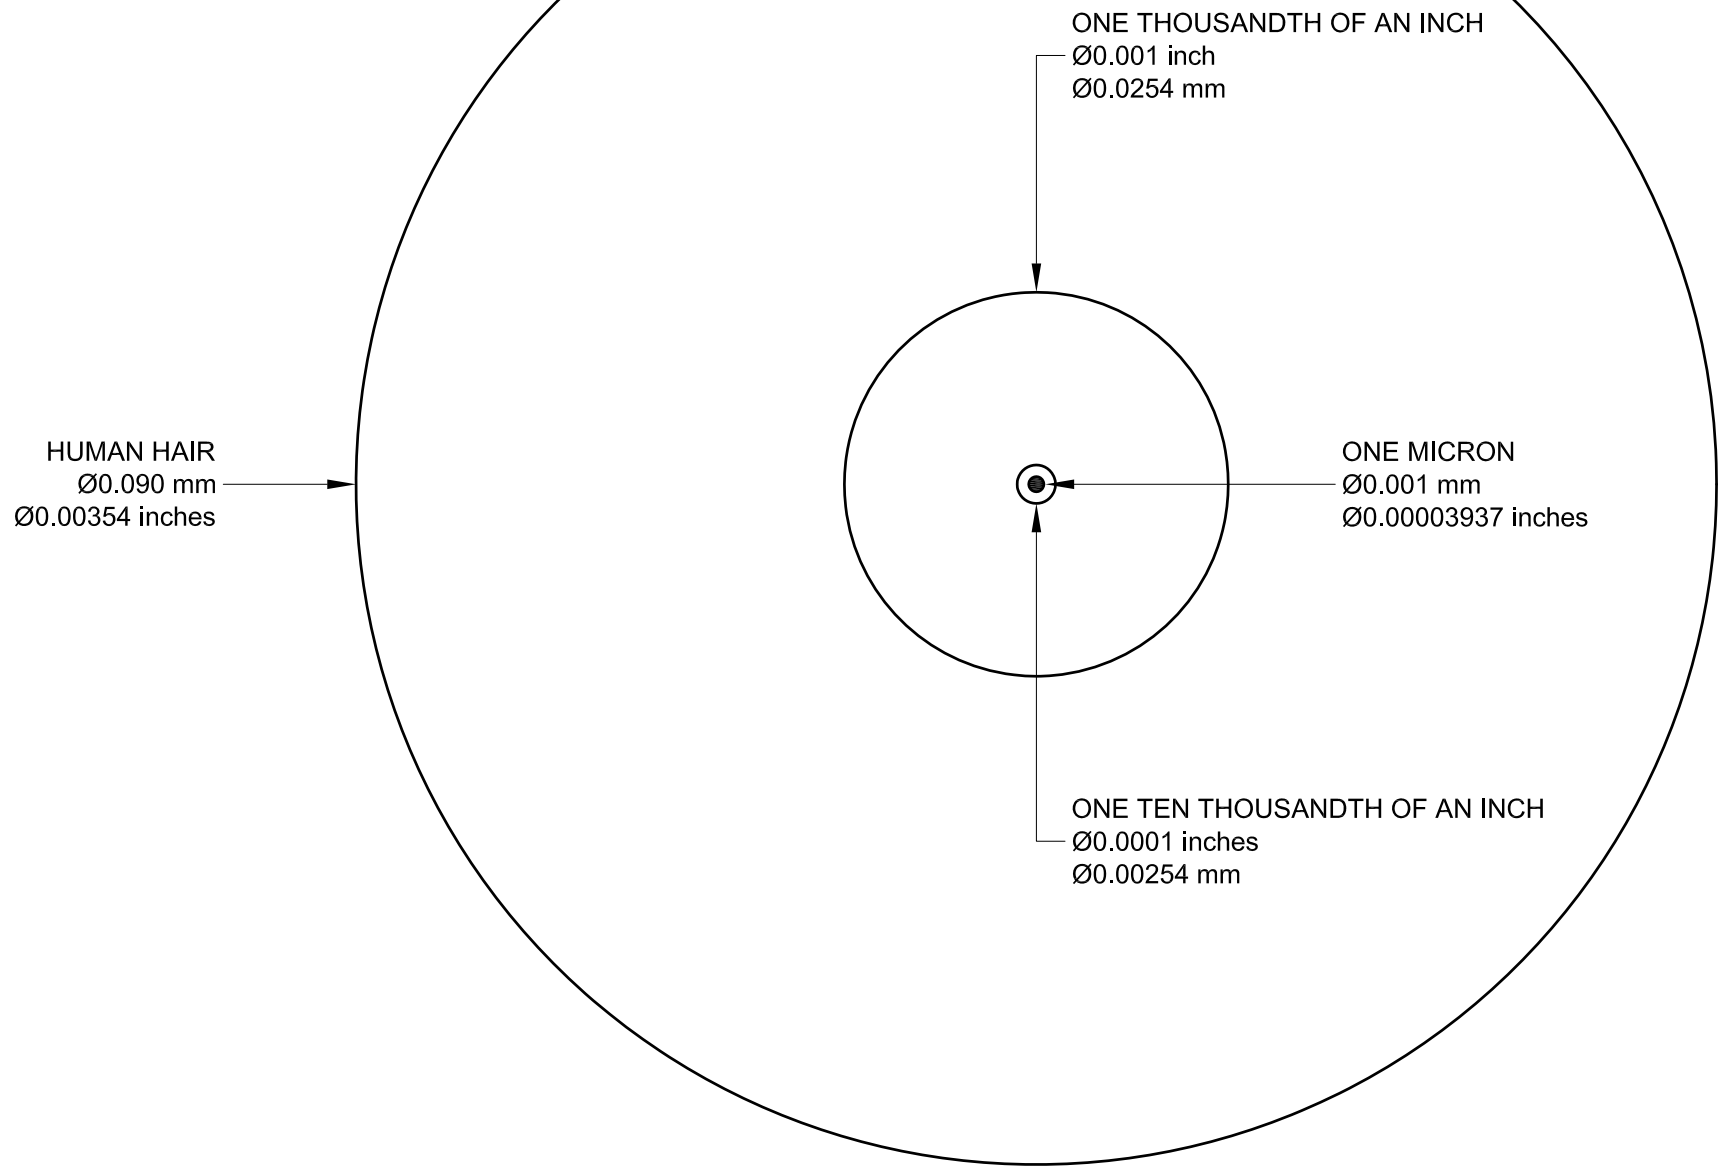 ONE THOUSANDTH OF AN INCH
Ø0.001 inch
Ø0.0254 mm
HUMAN HAIR
Ø0.090 mm
Ø0.00354 inches
ONE MICRON
Ø0.001 mm
Ø0.00003937 inches
ONE TEN THOUSANDTH OF AN INCH
Ø0.0001 inches
Ø0.00254 mm